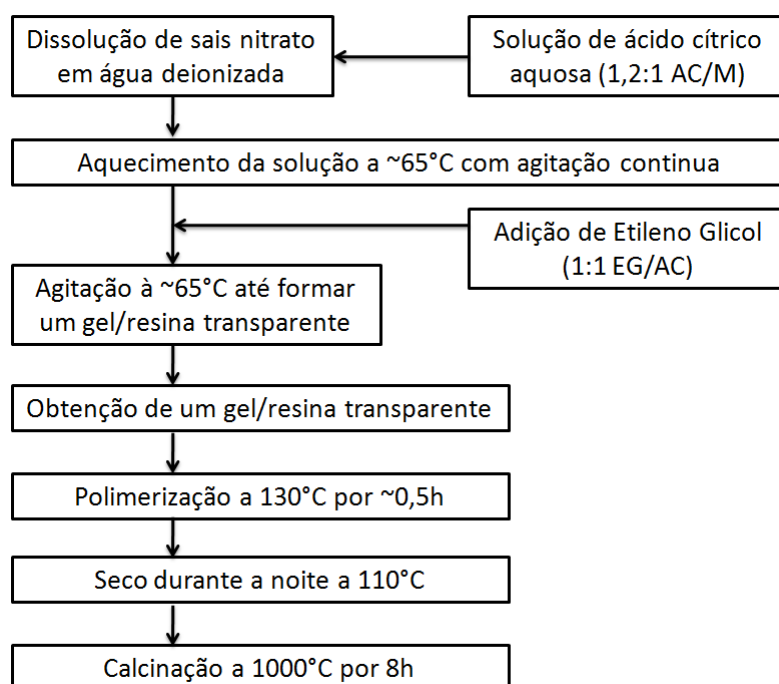 Dissolução de sais nitrato
em água deionizada
Solução de ácido cítrico
aquosa (1,2:1 AC/M)
Aquecimento da solução a ~65°C com agitação continua
Adição de Etileno Glicol
(1:1 EG/AC)
Agitação à ~65°C até formar
um gel/resina transparente
Obtenção de um gel/resina transparente
Polimerização a 130°C por ~0,5h
Seco durante a noite a 110°C
Calcinação a 1000°C por 8h